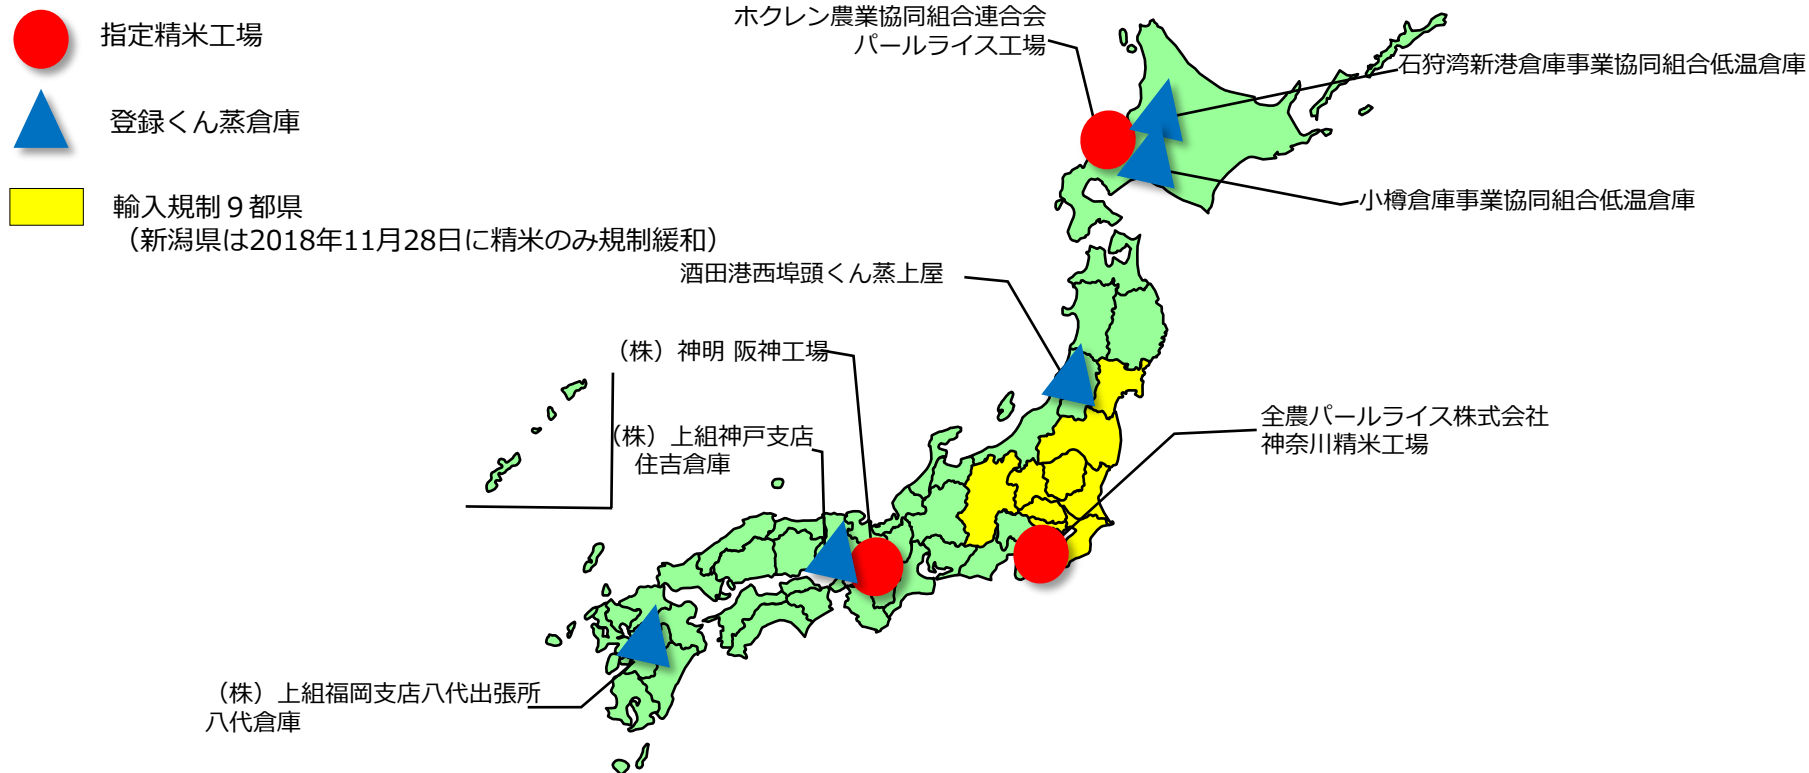 指定精米工場
登録くん蒸倉庫
輸入規制９都県
（新潟県は2018年11月28日に精米のみ規制緩和）
ホクレン農業協同組合連合会
パールライス工場
石狩湾新港倉庫事業協同組合低温倉庫
小樽倉庫事業協同組合低温倉庫
酒田港西埠頭くん蒸上屋
（株）神明 阪神工場
（株）上組神戸支店
住吉倉庫
全農パールライス株式会社
神奈川精米工場
（株）上組福岡支店八代出張所
八代倉庫